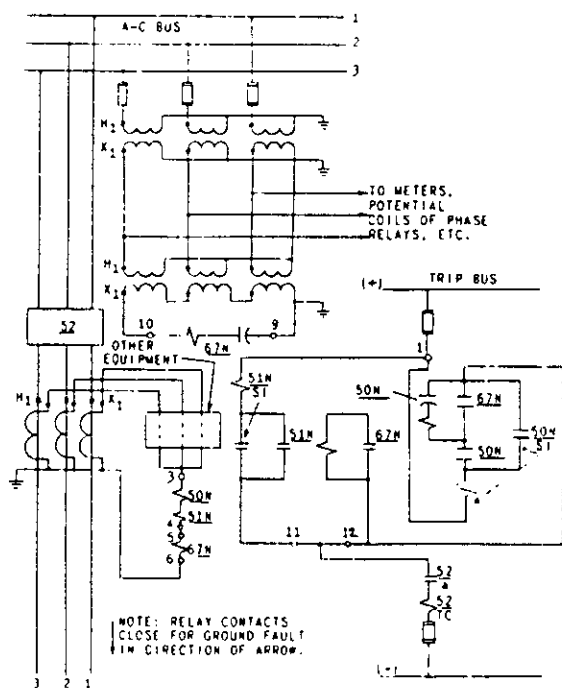 1
A-C BUS
2
3
H1
X1
TO METERS,
POTENTIAL
COILS OF PHASE
RELAYS, ETC.
H1
X1
(+)
TRIP BUS
10
9
52
67N
OTHER
EQUIPMENT
1
51N
SI
50N
67N
H1
X1
51N
67N
50N
50N
SI
3
50N
a
4
51N
5
11
12
67N
6
52
a
52
TC
NOTE: RELAY CONTACTS
CLOSE FOR GROUND FAULT
IN DIRECTION OF ARROW.
(-)
3 2 1